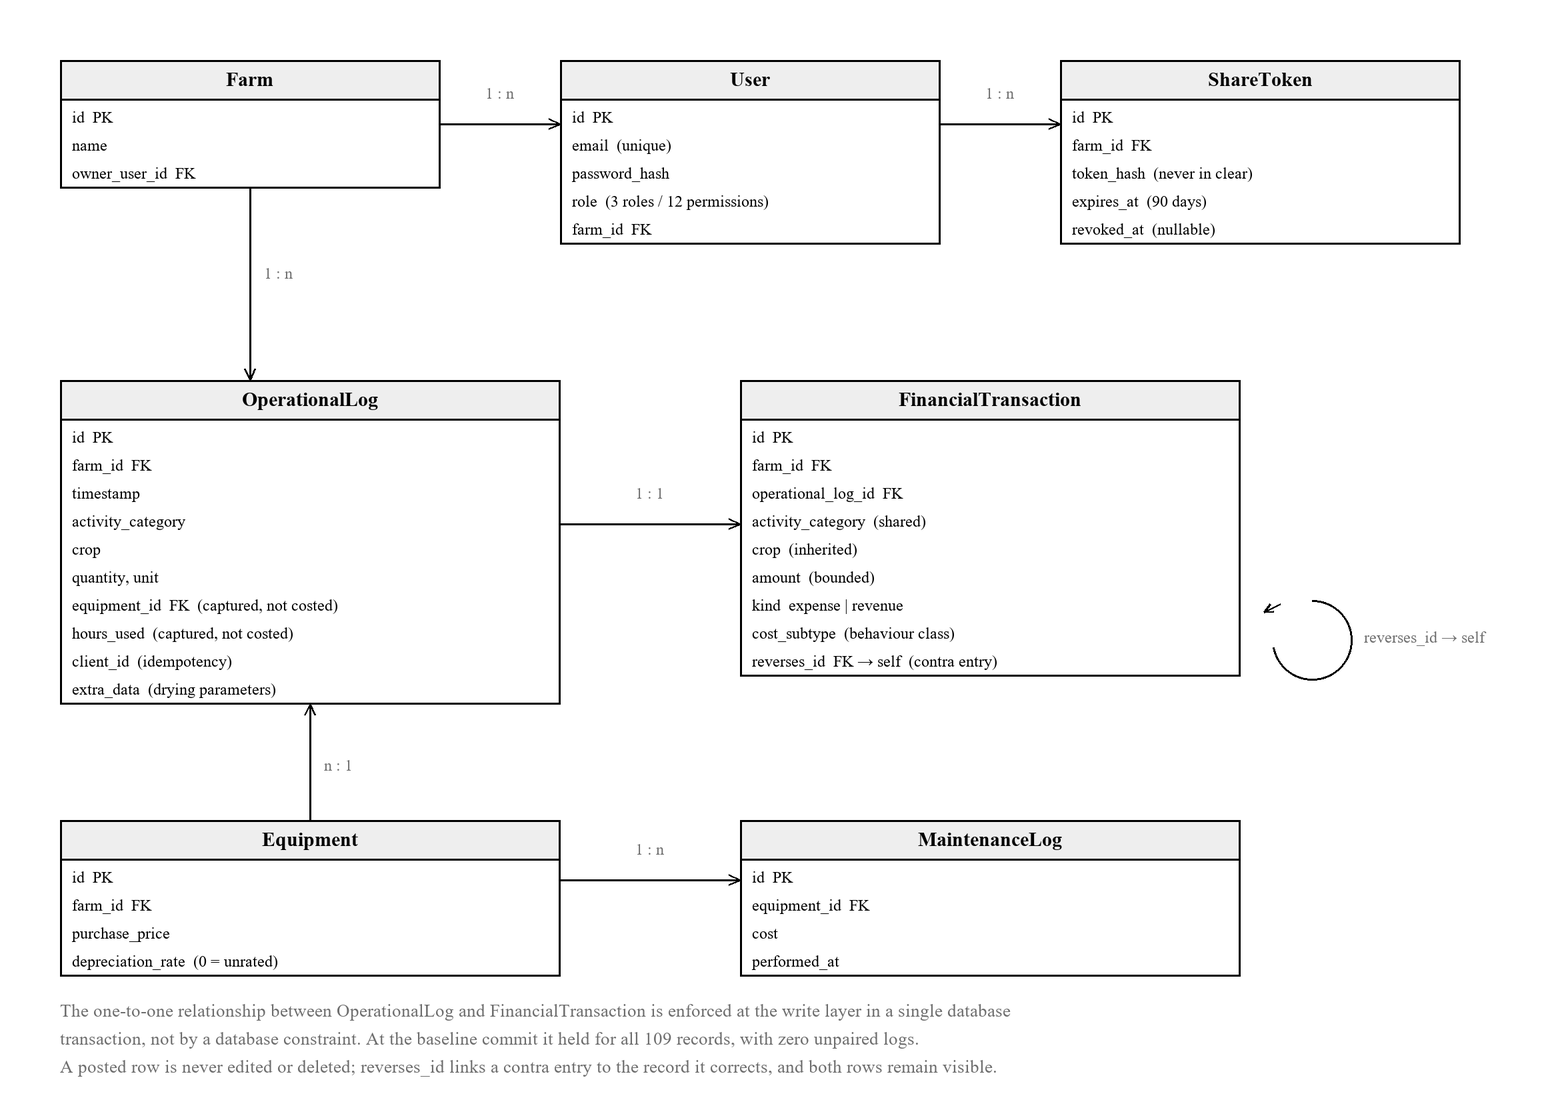 Farm
id PK
name
owner_user_id FK
1 : n
User
id PK
email (unique)
password_hash
role (3 roles / 12 permissions)
farm_id FK
1 : n
ShareToken
id PK
farm_id FK
token_hash (never in clear)
expires_at (90 days)
revoked_at (nullable)
1 : n
OperationalLog
id PK
farm_id FK
timestamp
activity_category
crop
quantity, unit
equipment_id FK (captured, not costed)
hours_used (captured, not costed)
client_id (idempotency)
extra_data (drying parameters)
1 : 1
FinancialTransaction
id PK
farm_id FK
operational_log_id FK
activity_category (shared)
crop (inherited)
amount (bounded)
kind expense | revenue
cost_subtype (behaviour class)
reverses_id FK → self (contra entry)
reverses_id → self
n : 1
Equipment
id PK
farm_id FK
purchase_price
depreciation_rate (0 = unrated)
1 : n
MaintenanceLog
id PK
equipment_id FK
cost
performed_at
The one-to-one relationship between OperationalLog and FinancialTransaction is enforced at the write layer in a single database
transaction, not by a database constraint. At the baseline commit it held for all 109 records, with zero unpaired logs.
A posted row is never edited or deleted; reverses_id links a contra entry to the record it corrects, and both rows remain visible.